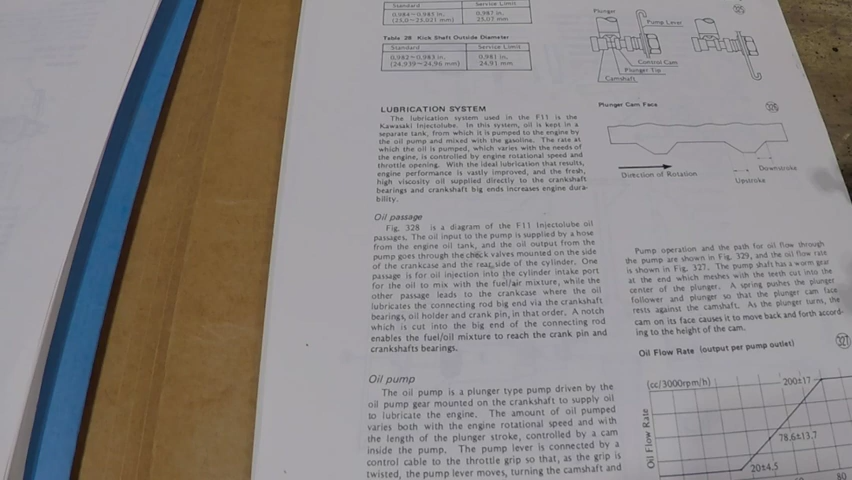 Standard Service Limit
0.984~0.985 in. 0.987 in.
(25.0~25.021 mm) 25.07 mm
Table 28 Kick Shaft Outside Diameter
Standard Service Limit
0.982~0.983 in. 0.981 in.
(24.939~24.96 mm) 24.91 mm
LUBRICATION SYSTEM
The lubrication system used in the F11 is the
Kawasaki Injectolube. In this system, oil is kept in a
separate tank, from which it is pumped to the engine by
the oil pump and mixed with the gasoline. The rate at
which the oil is pumped, which varies with the needs of
the engine, is controlled by engine rotational speed and
throttle opening. With the ideal lubrication that results,
engine performance is vastly improved, and the fresh,
high viscosity oil supplied directly to the crankshaft
bearings and crankshaft big ends increases engine dura-
bility.
Oil passage
Fig. 328 is a diagram of the F11 Injectolube oil
passages. The oil input to the pump is supplied by a hose
from the engine oil tank, and the oil output from the
pump goes through the check valves mounted on the side
of the crankcase and the rear side of the cylinder. One
passage is for oil injection into the cylinder intake port
for the oil to mix with the fuel/air mixture, while the
other passage leads to the crankcase where the oil
lubricates the connecting rod big end via the crankshaft
bearings, oil holder and crank pin, in that order. A notch
which is cut into the big end of the connecting rod
enables the fuel/oil mixture to reach the crank pin and
crankshafts bearings.
Oil pump
The oil pump is a plunger type pump driven by the
oil pump gear mounted on the crankshaft to supply oil
to lubricate the engine. The amount of oil pumped
varies both with the engine rotational speed and with
the length of the plunger stroke, controlled by a cam
inside the pump. The pump lever is connected by a
control cable to the throttle grip so that, as the grip is
twisted, the pump lever moves, turning the camshaft and
Plunger
Pump Lever
Control Cam
Plunger Tip
Camshaft
Plunger Cam Face
Direction of Rotation
Downstroke
Upstroke
Pump operation and the path for oil flow through
the pump are shown in Fig. 329, and the oil flow rate
is shown in Fig. 327. The pump shaft has a worm gear
at the end which meshes with the teeth cut into the
center of the plunger. A spring pushes the plunger
follower and plunger so that the plunger cam face
rests against the camshaft. As the plunger turns, the
cam on its face causes it to move back and forth accord-
ing to the height of the cam.
Oil Flow Rate (output per pump outlet)
327
(cc/3000rpm/h)
200±17
Oil Flow Rate
78.6±13.7
20±4.5
80